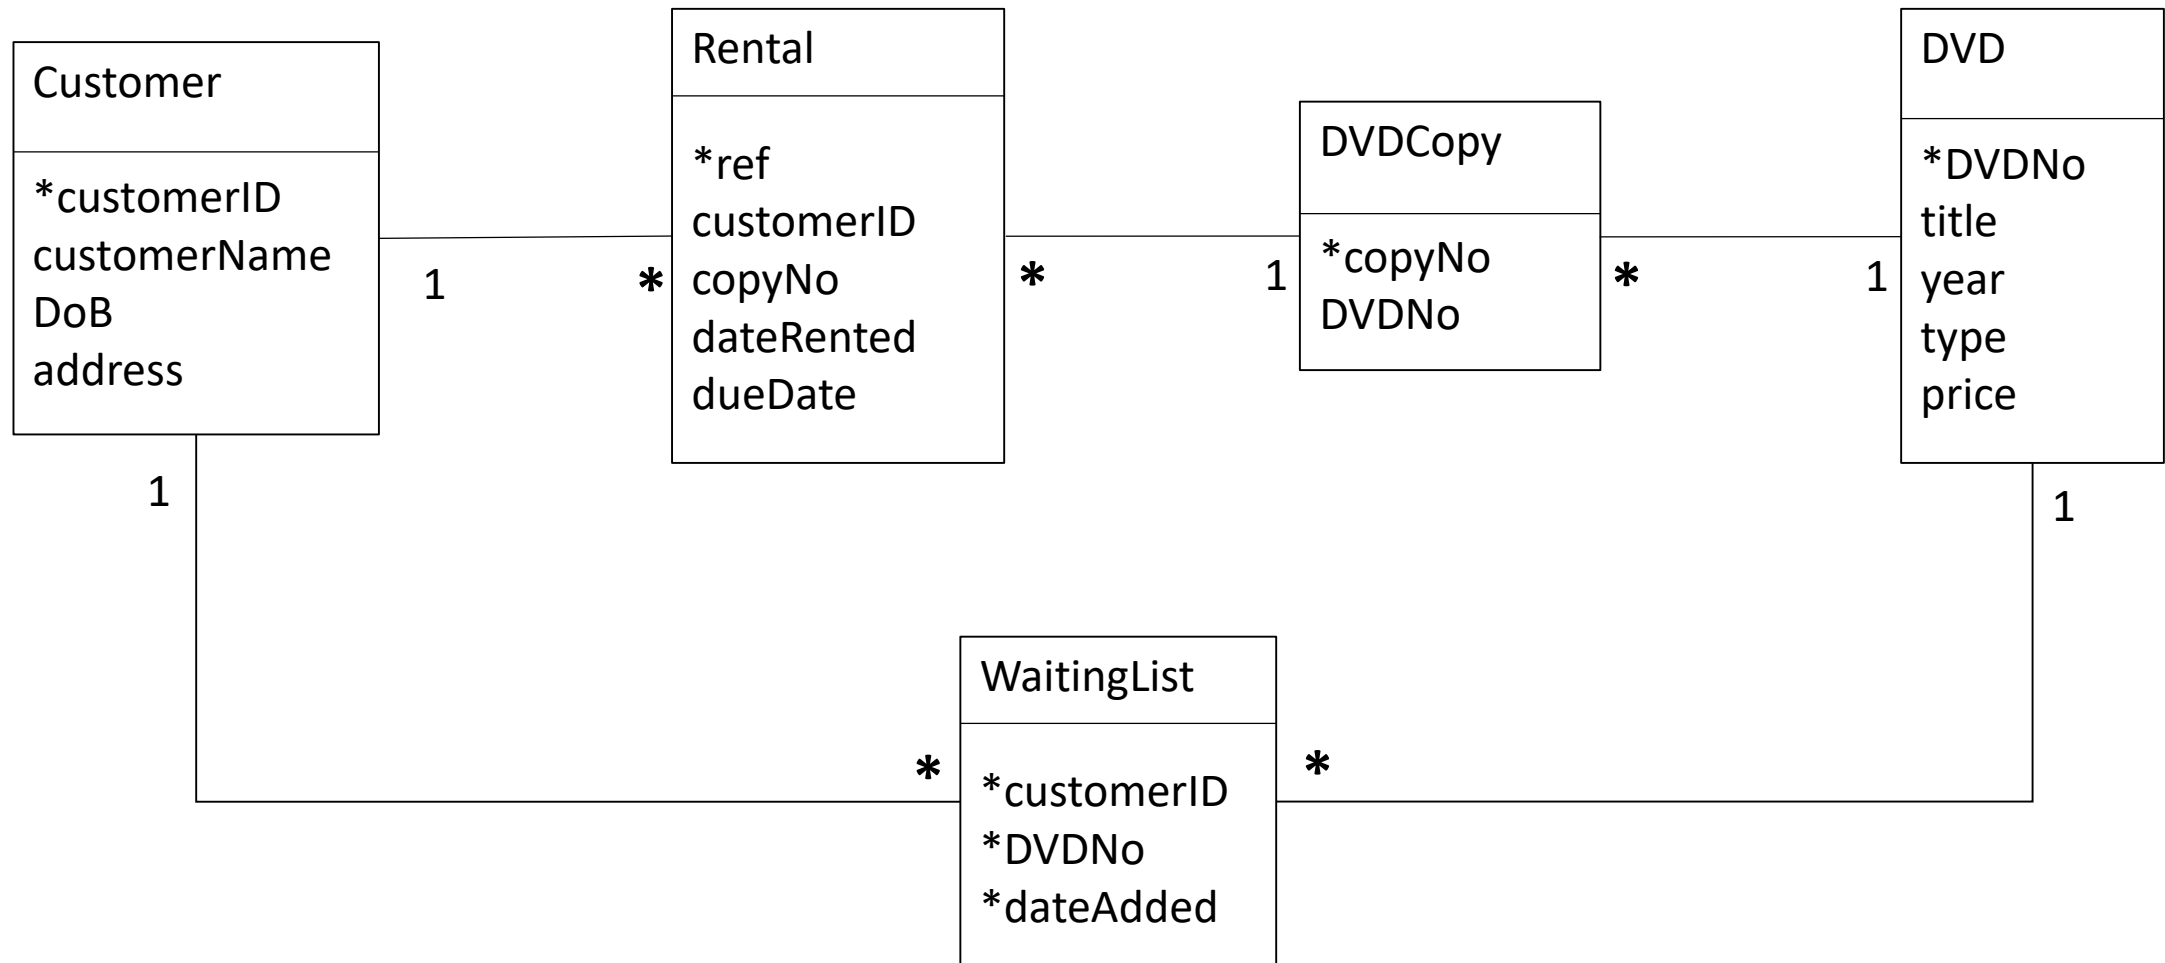 Customer
*customerID
customerName
DoB
address
1
*
Rental
*ref
customerID
copyNo
dateRented
dueDate
*
1
DVDCopy
*copyNo
DVDNo
*
1
DVD
*DVDNo
title
year
type
price
1
1
*
WaitingList
*customerID
*DVDNo
*dateAdded
*